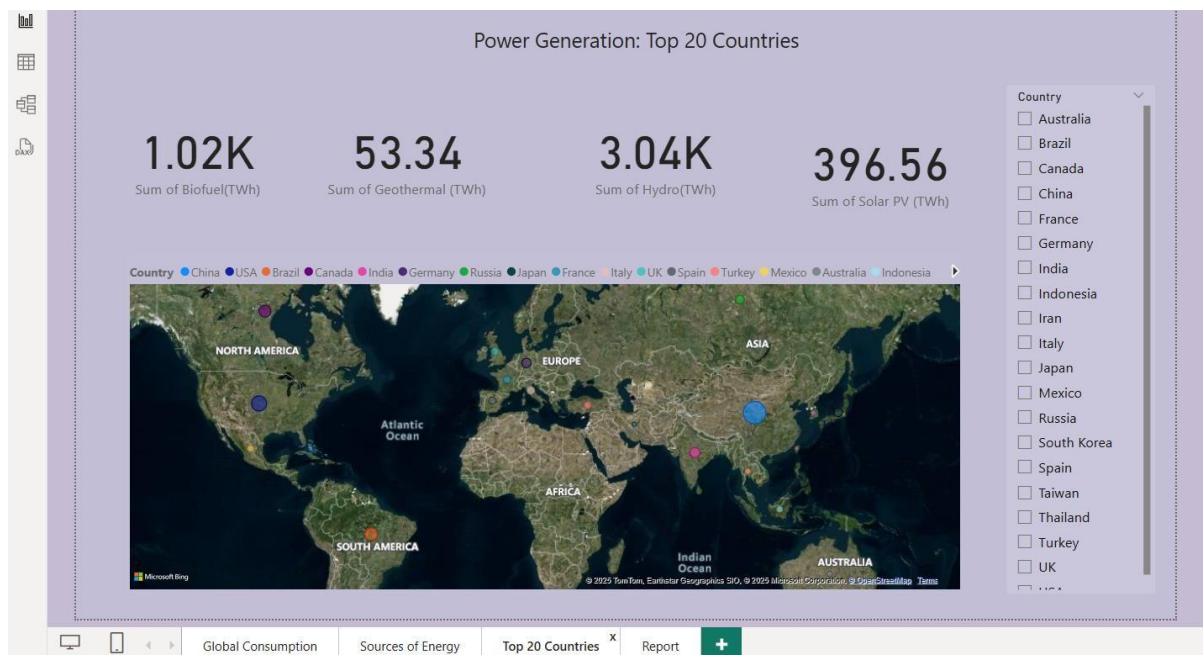 Power Generation: Top 20 Countries
1.02K
Sum of Biofuel(TWh)
53.34
Sum of Geothermal (TWh)
3.04K
Sum of Hydro(TWh)
396.56
Sum of Solar PV (TWh)
Country
Australia
Brazil
Canada
China
France
Germany
India
Indonesia
Iran
Italy
Japan
Mexico
Russia
South Korea
Spain
Taiwan
Thailand
Turkey
UK
USA
Country China USA Brazil Canada India Germany Russia Japan France Italy UK Spain Turkey Mexico Australia Indonesia
NORTH AMERICA
EUROPE
ASIA
Atlantic
Ocean
AFRICA
SOUTH AMERICA
Indian
Ocean
AUSTRALIA
Microsoft Bing
© 2025 TomTom, Earthstar Geographics SIO, © 2025 Microsoft Corporation, © OpenStreetMap Terms
DAX
Global Consumption
Sources of Energy
Top 20 Countries x
Report
+